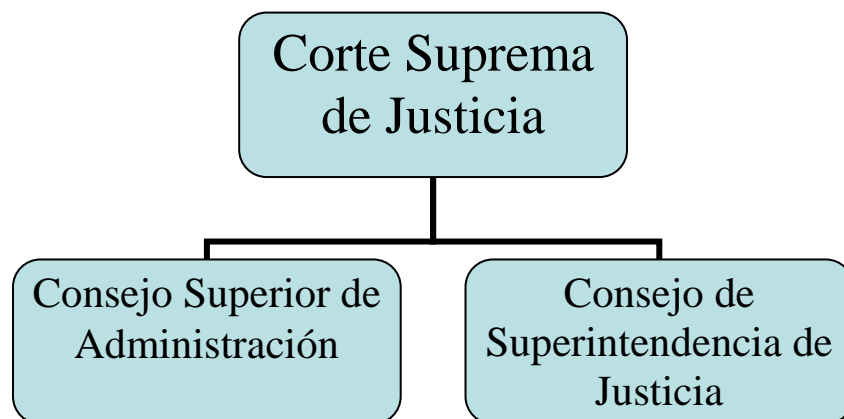 Corte Suprema
de Justicia
Consejo Superior de
Administración
Consejo de
Superintendencia de
Justicia